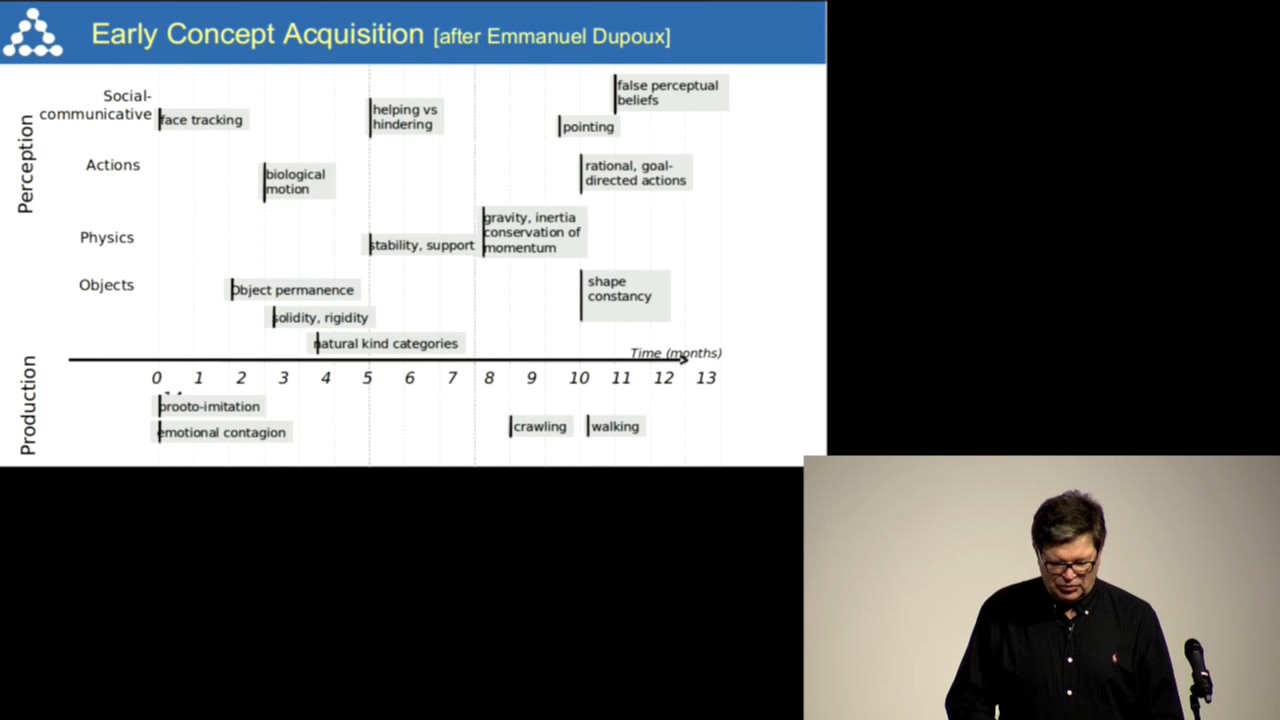 Early Concept Acquisition [after Emmanuel Dupoux]
Perception
Social-
communicative
face tracking
helping vs
hindering
false perceptual
beliefs
pointing
Actions
biological
motion
rational, goal-
directed actions
Physics
stability, support
gravity, inertia
conservation of
momentum
Objects
Object permanence
shape
constancy
solidity, rigidity
natural kind categories
Time (months)
0 1 2 3 4 5 6 7 8 9 10 11 12 13
Production
prooto-imitation
emotional contagion
crawling
walking